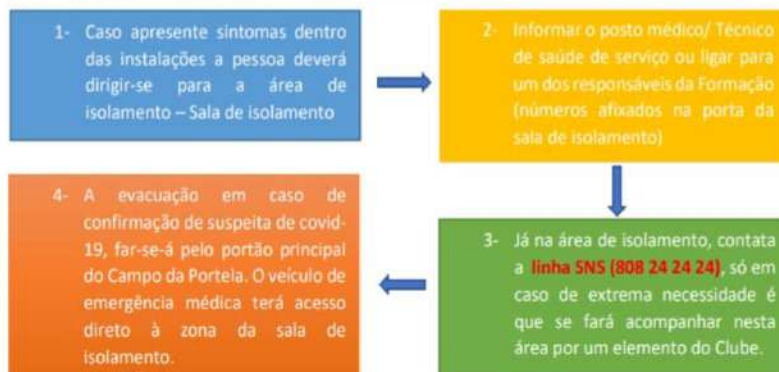 1- Caso apresente sintomas dentro
das instalações a pessoa deverá
dirigir-se para a área de
isolamento – Sala de isolamento
2- Informar o posto médico/ Técnico
de saúde de serviço ou ligar para
um dos responsáveis da Formação
(números afixados na porta da
sala de isolamento)
3- Já na área de isolamento, contata
a linha SNS (808 24 24 24), só em
caso de extrema necessidade é
que se fará acompanhar nesta
área por um elemento do Clube.
4- A evacuação em caso de
confirmação de suspeita de covid-
19, far-se-á pelo portão principal
do Campo da Portela. O veículo de
emergência médica terá acesso
direto à zona da sala de
isolamento.